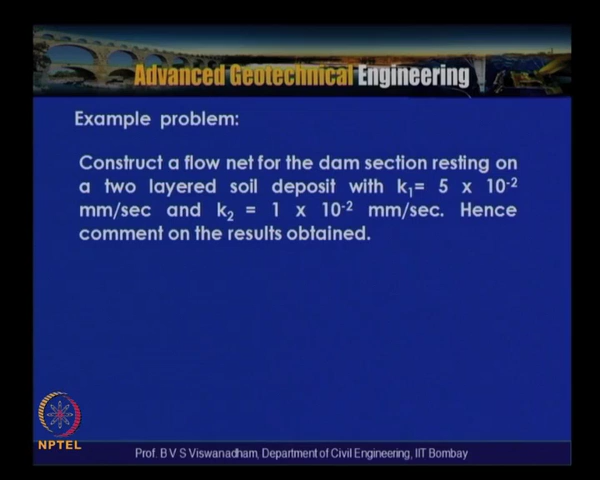 Advanced Geotechnical Engineering
Example problem:
Construct a flow net for the dam section resting on
a two layered soil deposit with k₁= 5 x 10⁻²
mm/sec and k₂ = 1 x 10⁻² mm/sec. Hence
comment on the results obtained.
NPTEL
Prof. B V S Viswanadham, Department of Civil Engineering, IIT Bombay